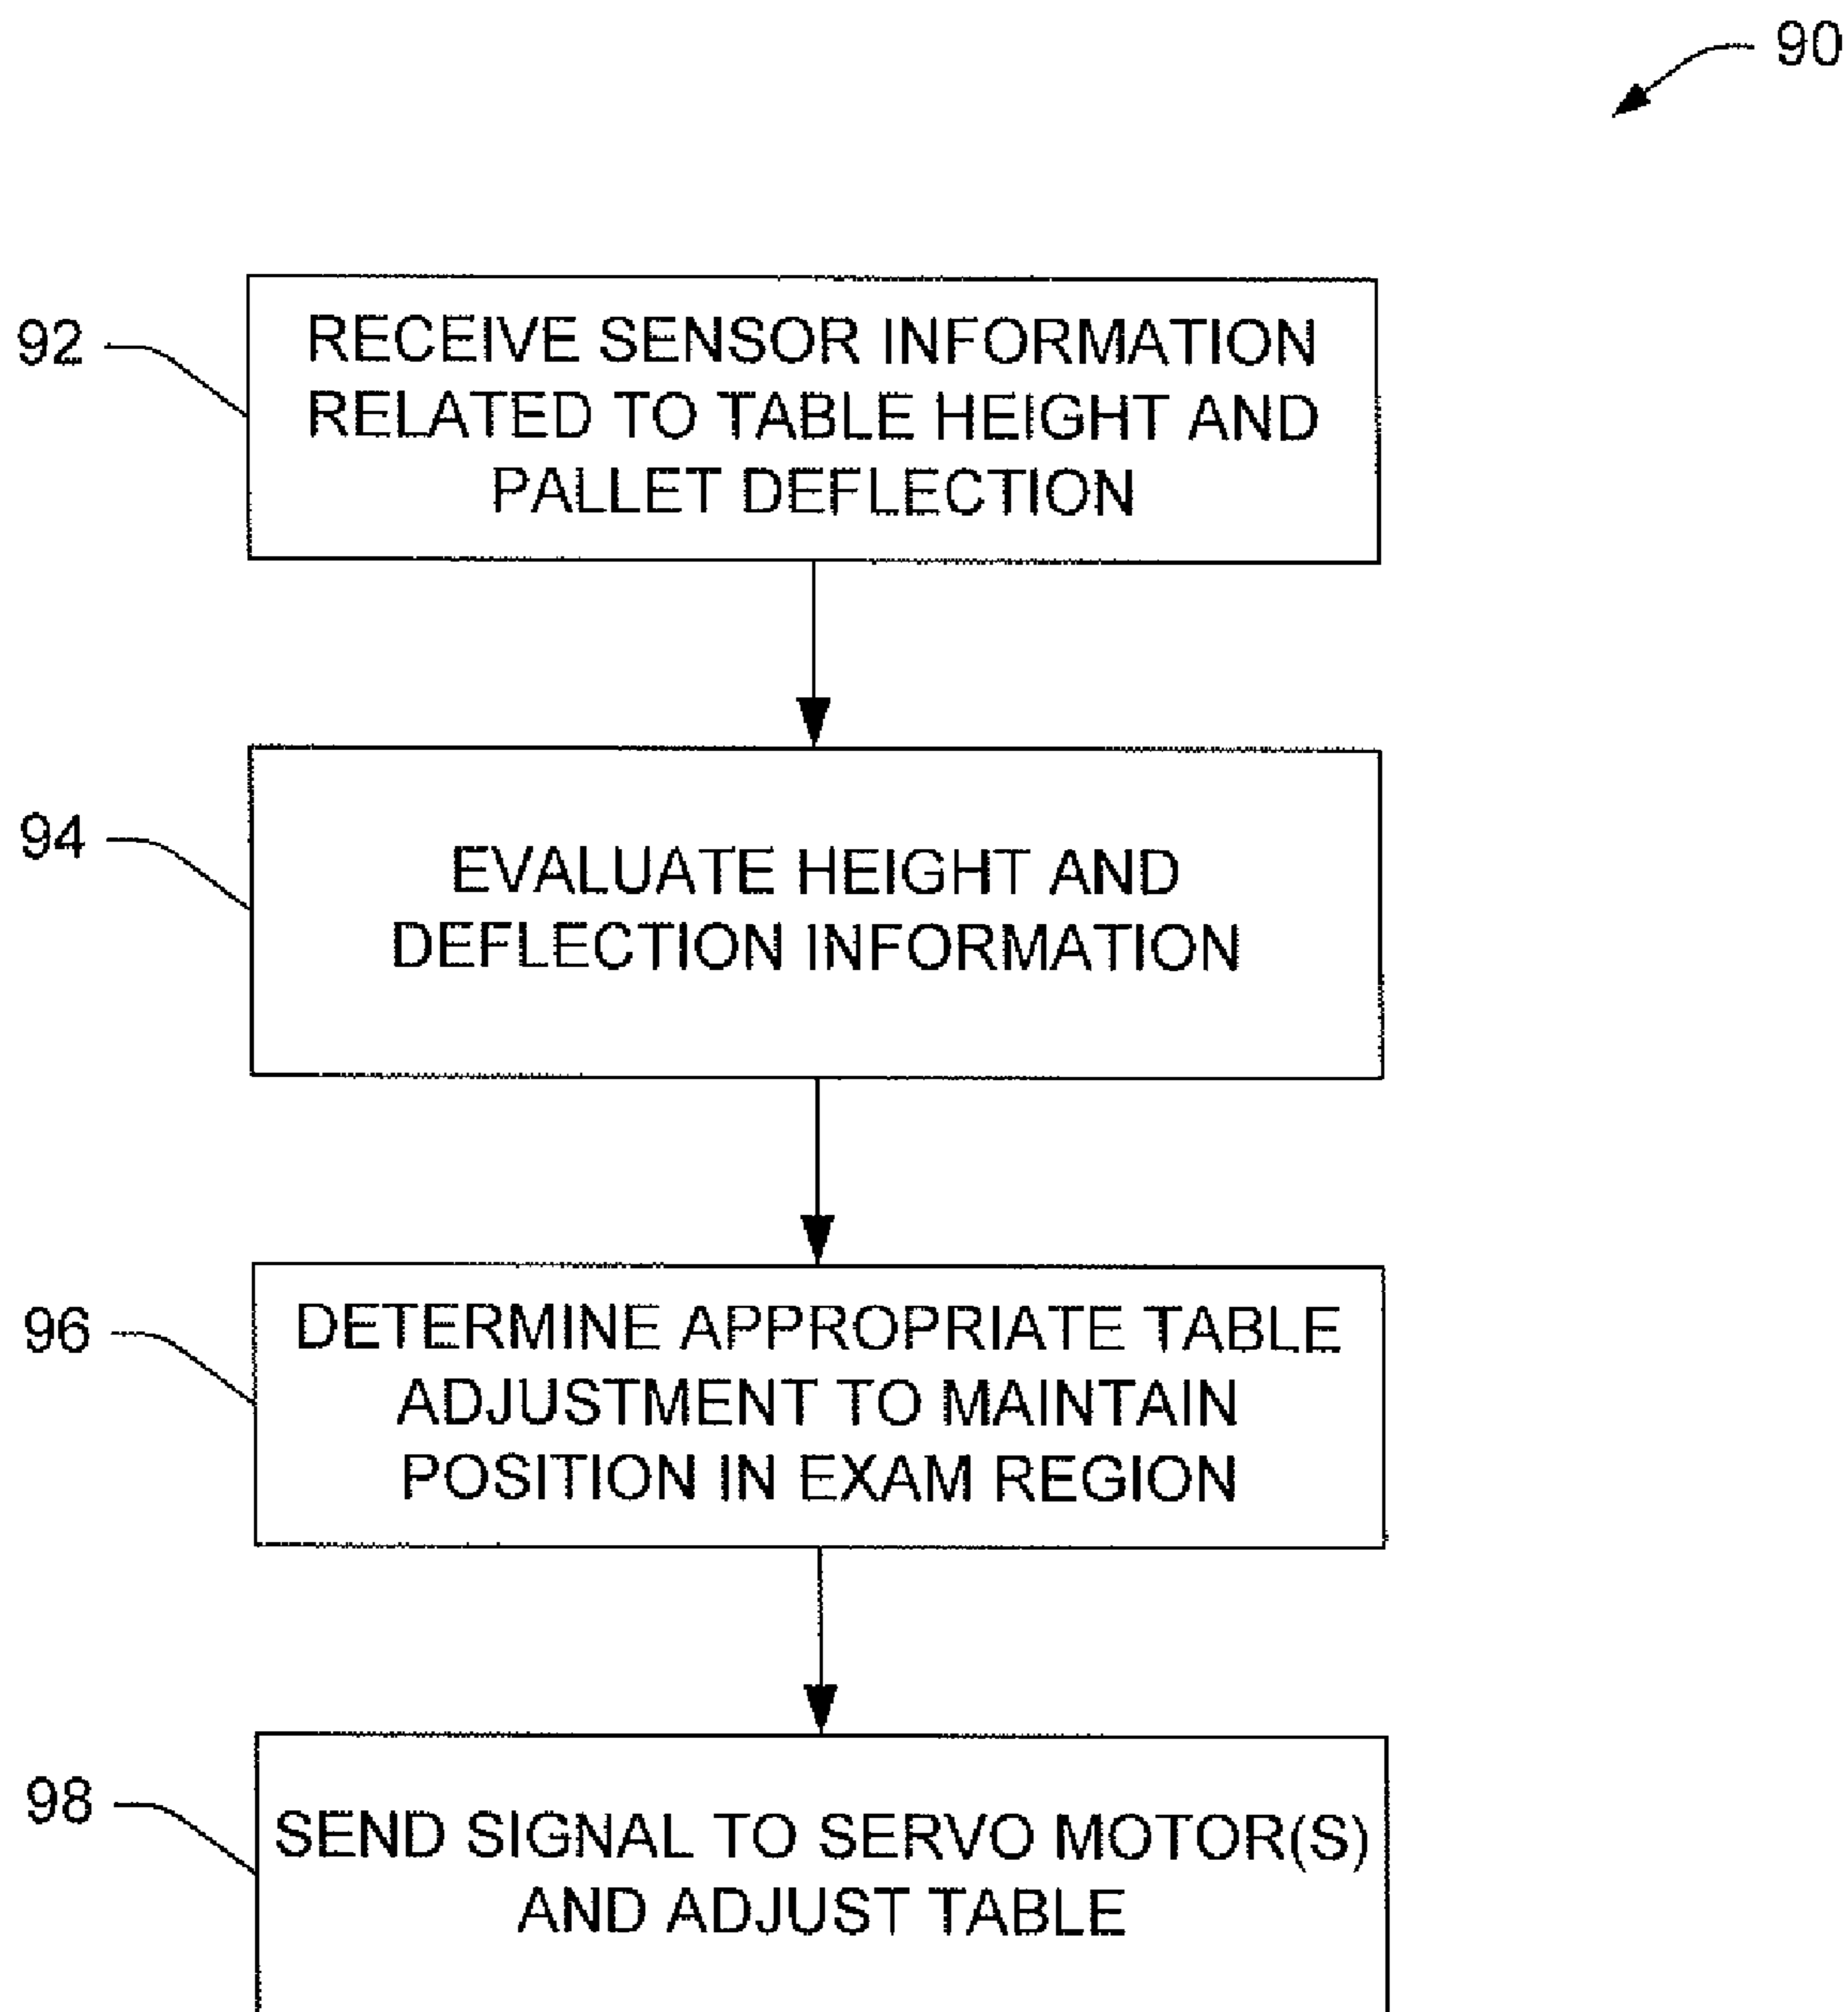 90
92
RECEIVE SENSOR INFORMATION
RELATED TO TABLE HEIGHT AND
PALLET DEFLECTION
94
EVALUATE HEIGHT AND
DEFLECTION INFORMATION
96
DETERMINE APPROPRIATE TABLE
ADJUSTMENT TO MAINTAIN
POSITION IN EXAM REGION
98
SEND SIGNAL TO SERVO MOTOR(S)
AND ADJUST TABLE